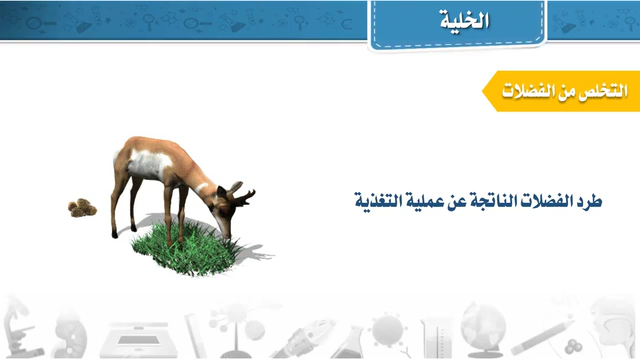 الخلية
التخلص من الفضلات
طرد الفضلات الناتجة عن عملية التغذية